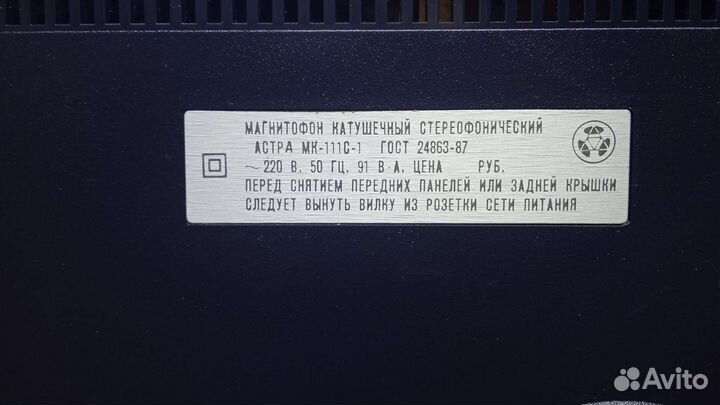 МАГНИТОФОН КАТУШЕЧНЫЙ СТЕРЕОФОНИЧЕСКИЙ
АСТРА МК-111С-1 ГОСТ 24863-87
~ 220 В. 50 ГЦ. 91 В·А. ЦЕНА РУБ.
ПЕРЕД СНЯТИЕМ ПЕРЕДНИХ ПАНЕЛЕЙ ИЛИ ЗАДНЕЙ КРЫШКИ
СЛЕДУЕТ ВЫНУТЬ ВИЛКУ ИЗ РОЗЕТКИ СЕТИ ПИТАНИЯ
Avito